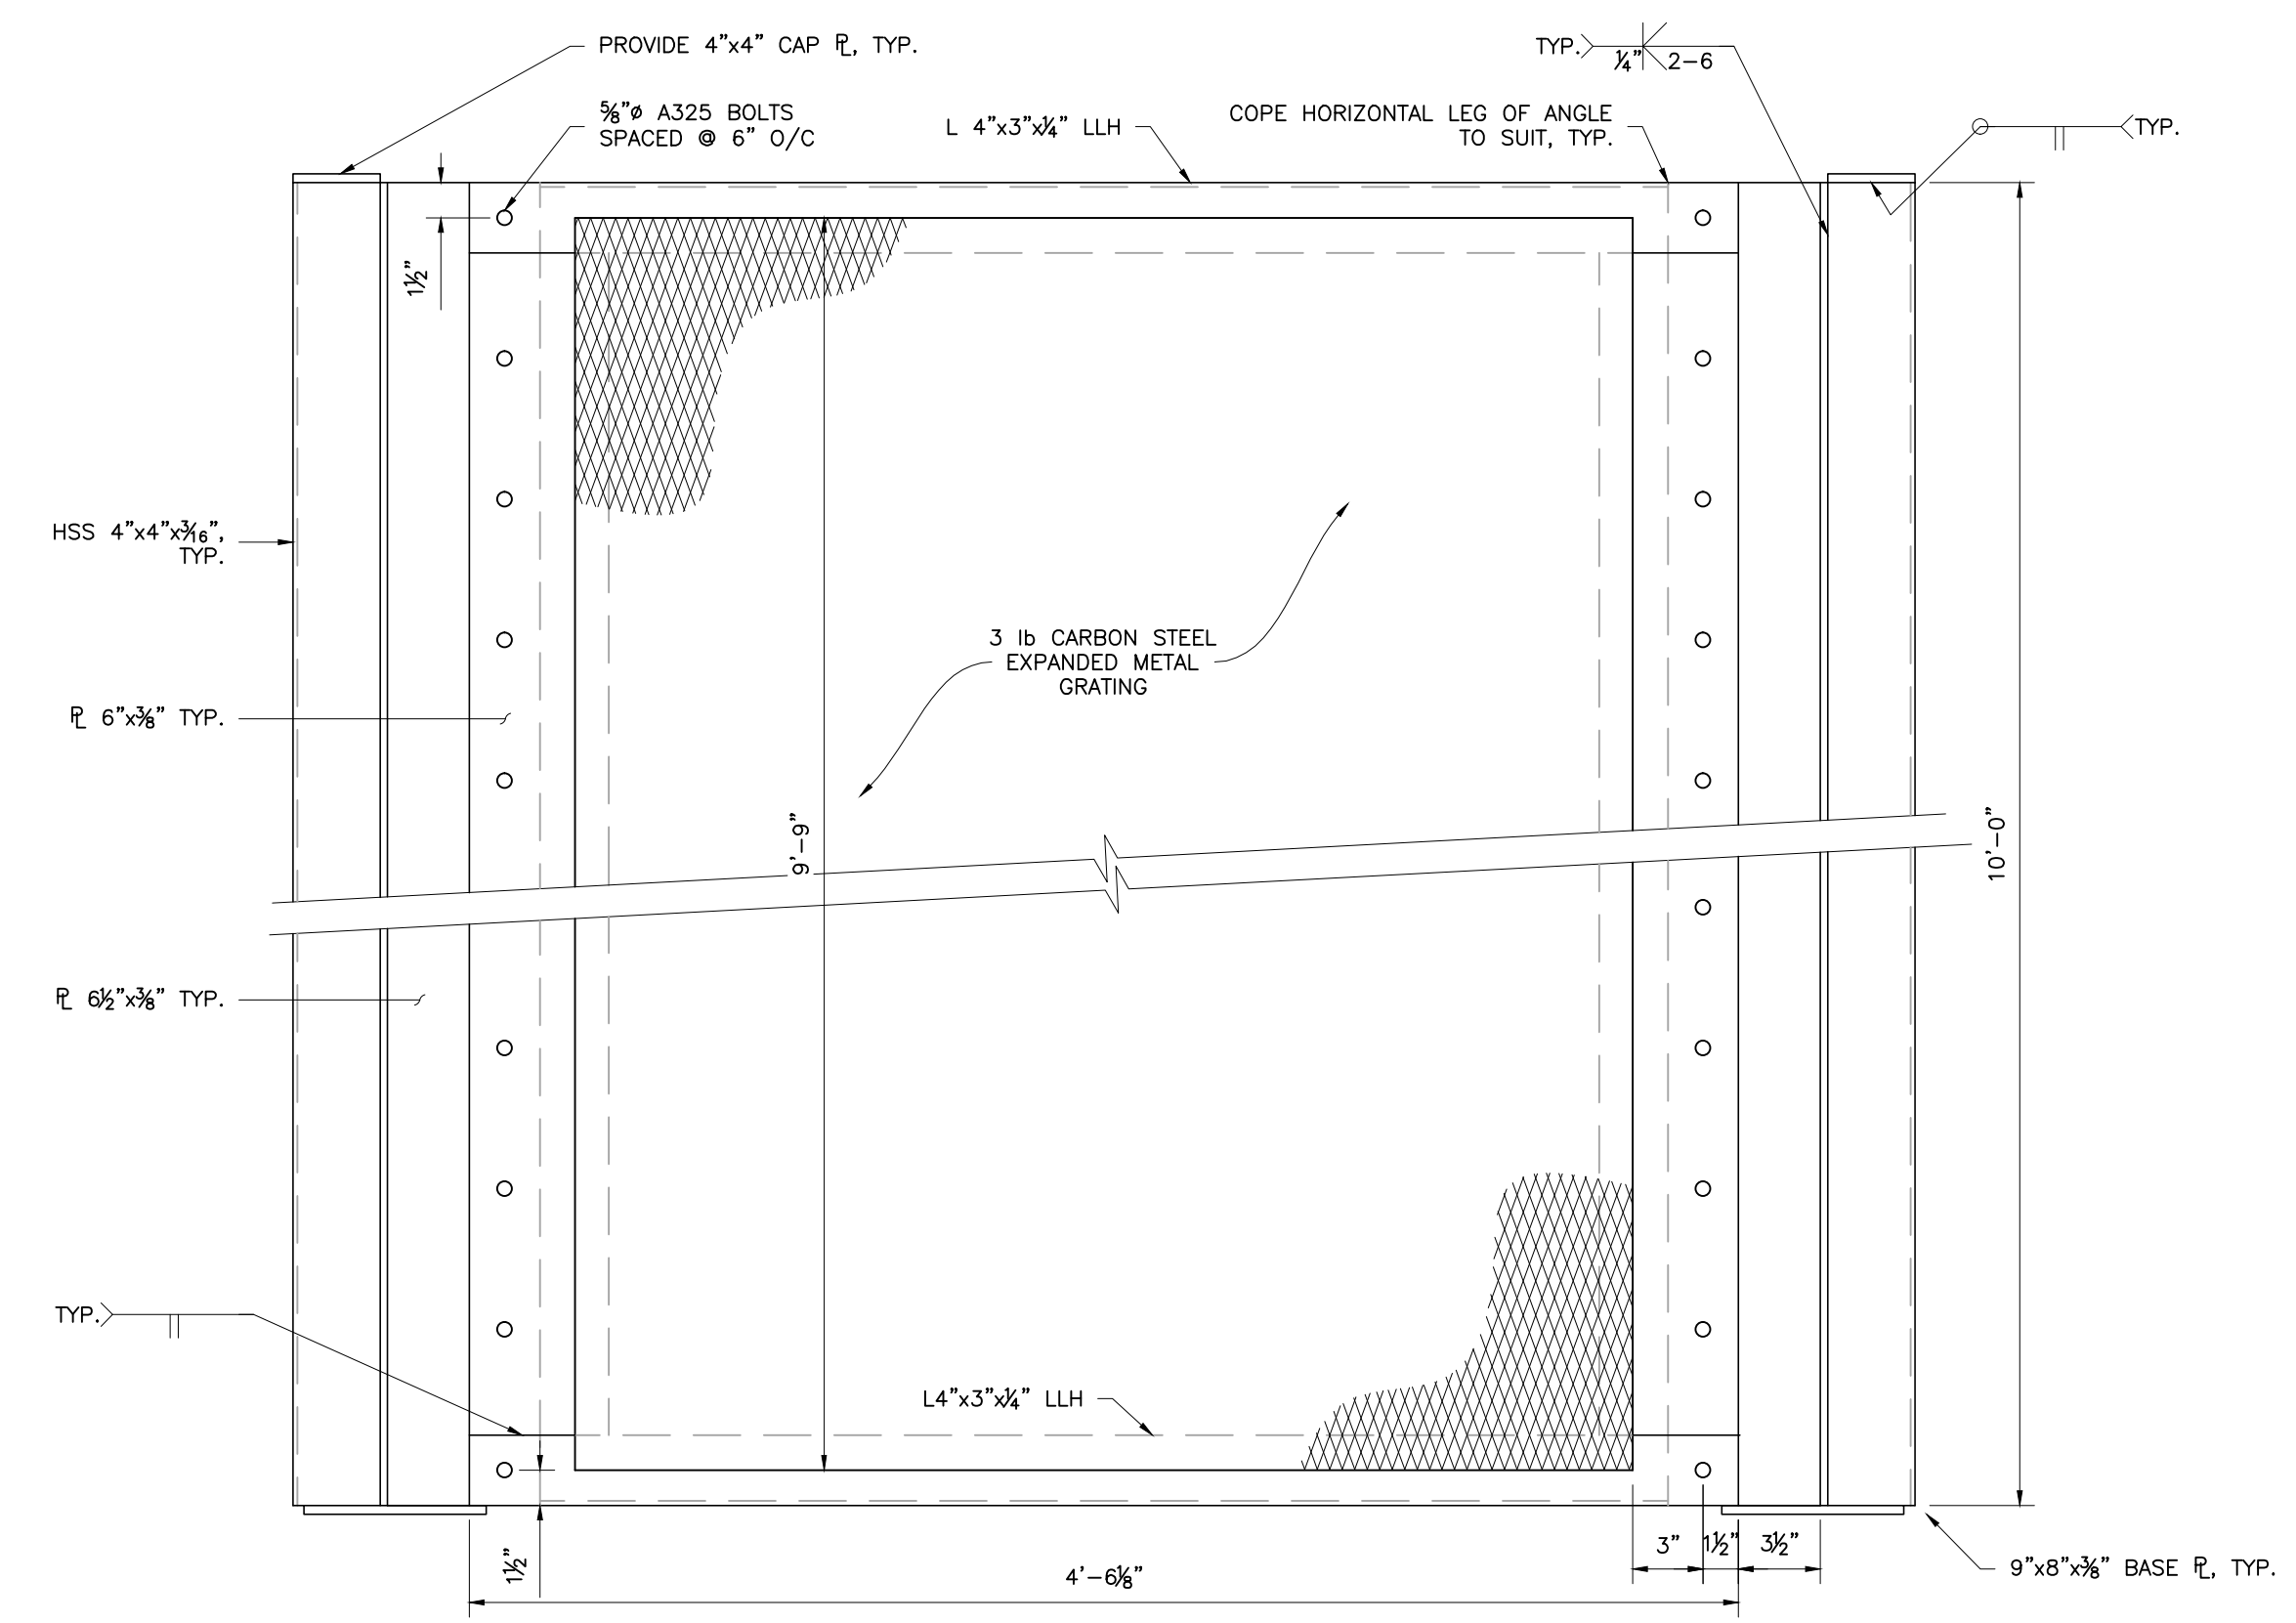 PROVIDE 4”x4” CAP ℄, TYP.
TYP.
¼”
2-6
⅝”ø A325 BOLTS
SPACED @ 6” O/C
L 4”x3”x¼” LLH
COPE HORIZONTAL LEG OF ANGLE
TO SUIT, TYP.
TYP.
1½”
HSS 4”x4”x3⁄16”,
TYP.
3 lb CARBON STEEL
EXPANDED METAL
GRATING
PL 6”x⅜” TYP.
9’-9”
10’-0”
PL 6½”x⅜” TYP.
TYP.
L4”x3”x¼” LLH
1½”
4’-6⅛”
3”
1½”
3½”
9”x8”x⅜” BASE PL, TYP.